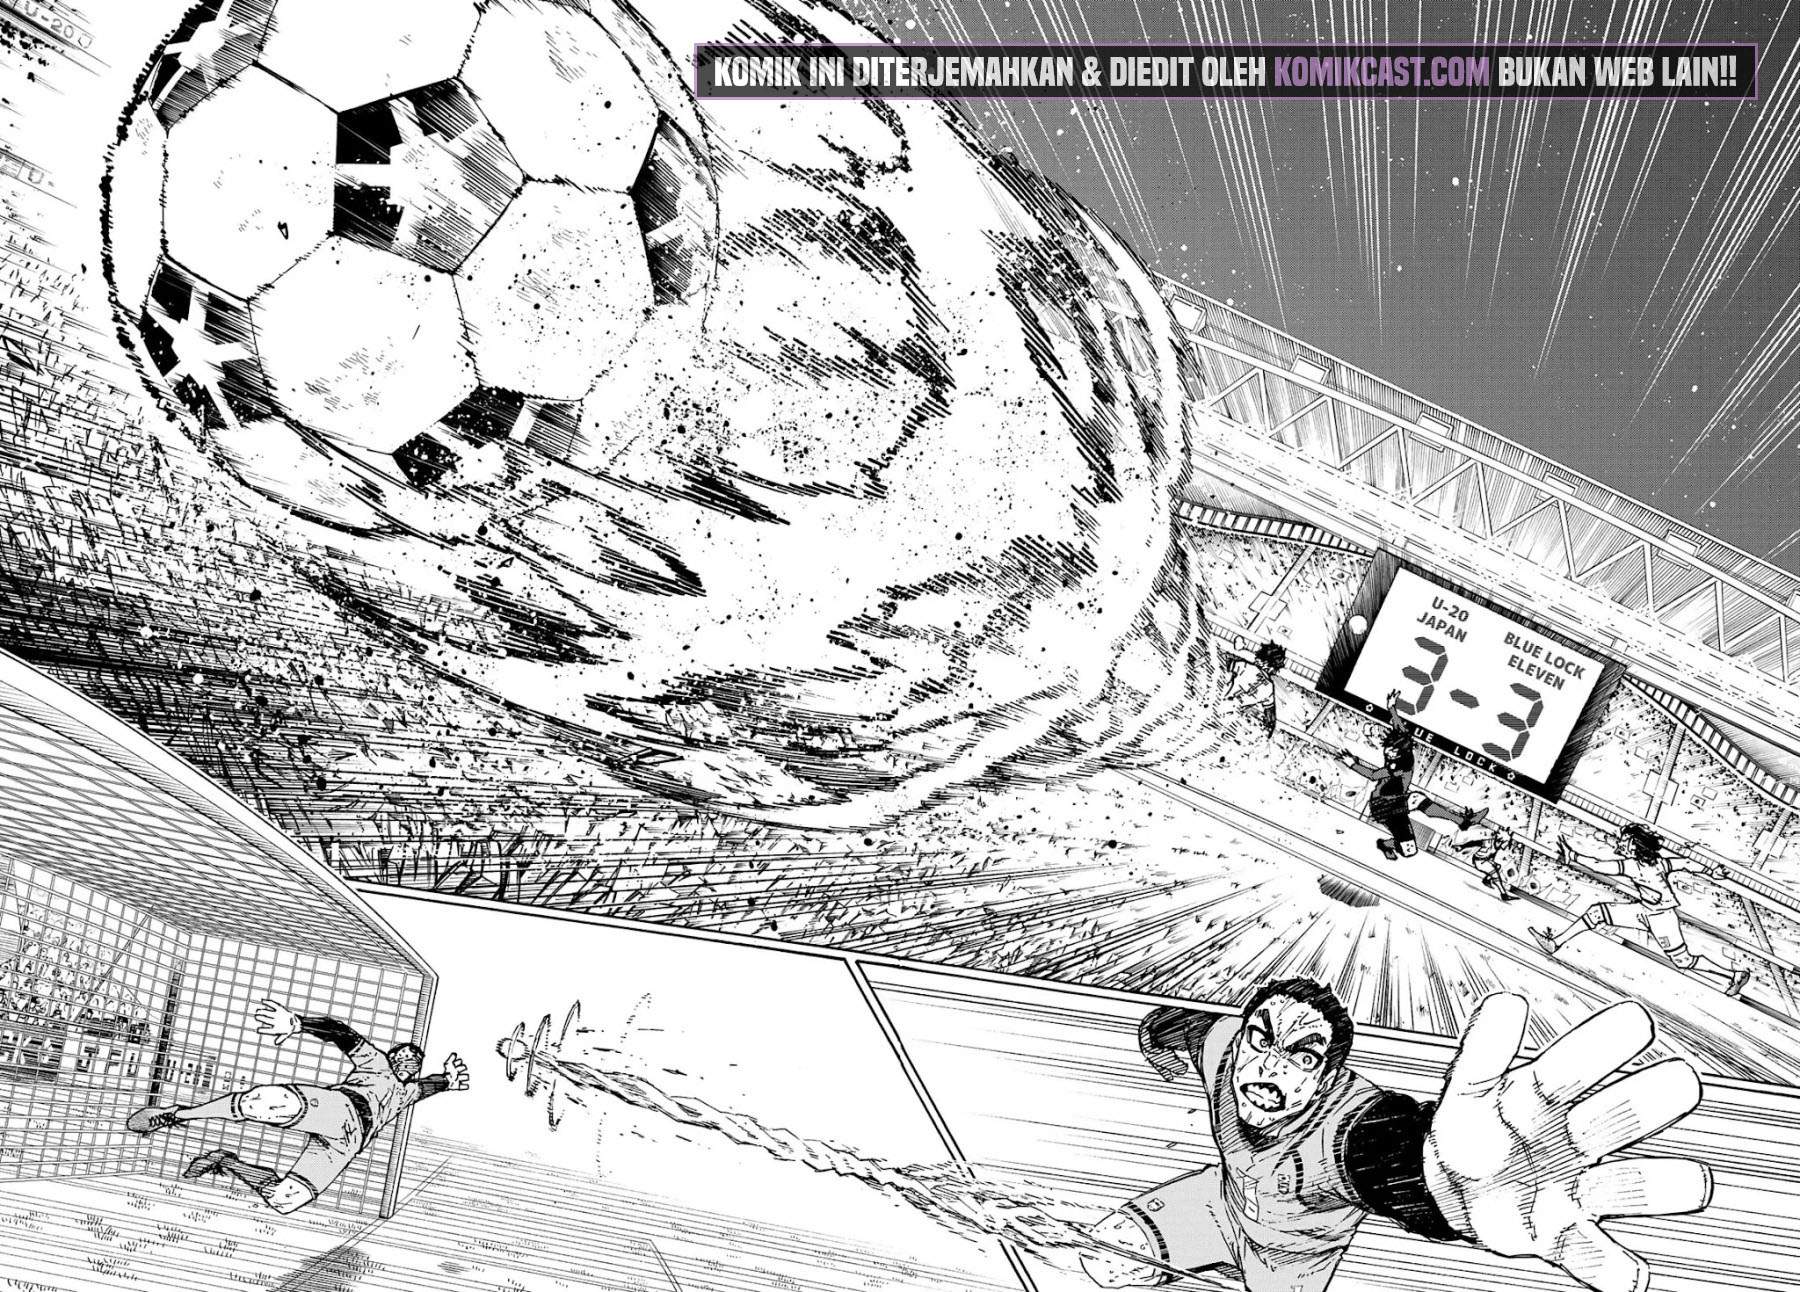 U-20
KOMIK INI DITERJEMAHKAN & DIEDIT OLEH KOMIKCAST.COM BUKAN WEB LAIN!!
U-20
JAPAN
BLUE LOCK
ELEVEN
3-3
UE LOCK